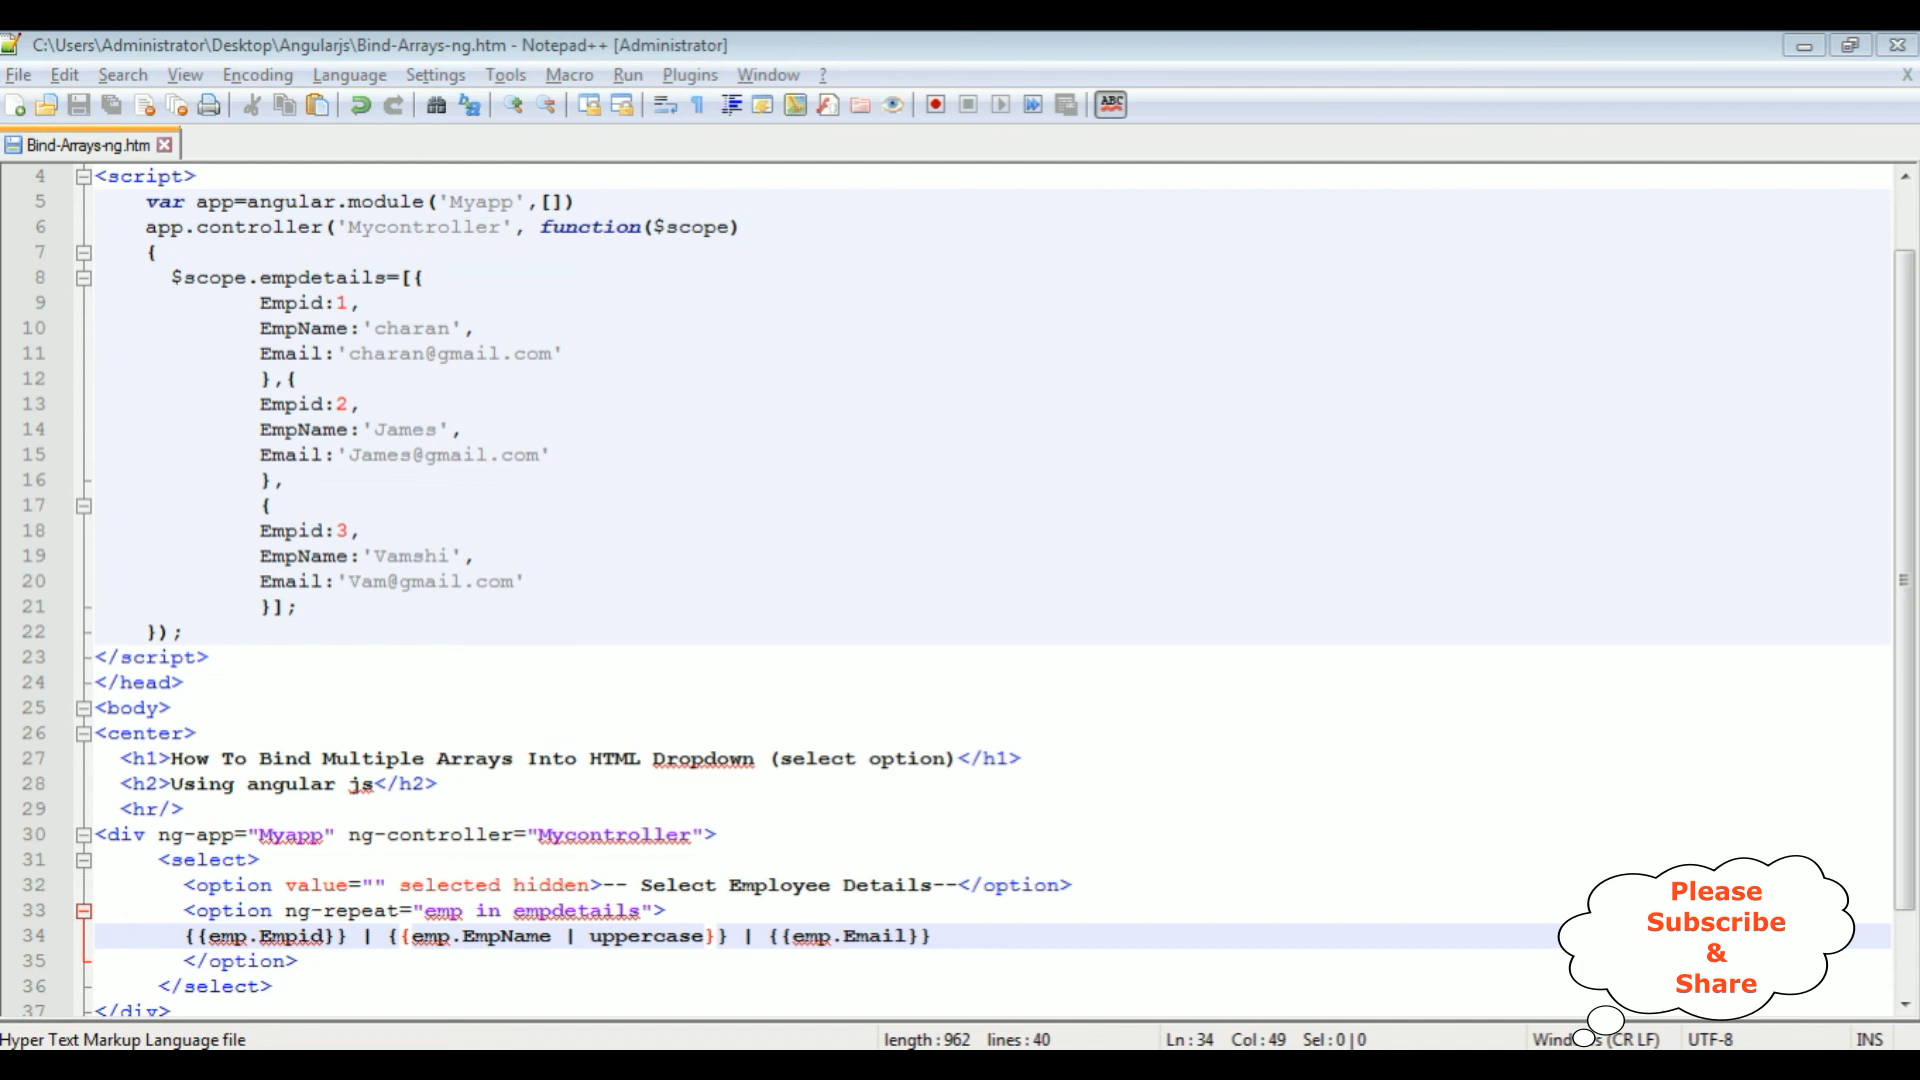 C:\Users\Administrator\Desktop\Angularjs\Bind-Arrays-ng.htm - Notepad++ [Administrator]
File Edit Search View Encoding Language Settings Tools Macro Run Plugins Window ? X
ABC
Bind-Arrays-ng.htm
4 <script>
5 var app=angular.module('Myapp',[])
6 app.controller('Mycontroller', function($scope)
7 {
8 $scope.empdetails=[{
9 Empid:1,
10 EmpName:'charan',
11 Email:'charan@gmail.com'
12 },{
13 Empid:2,
14 EmpName:'James',
15 Email:'James@gmail.com'
16 },
17 {
18 Empid:3,
19 EmpName:'Vamshi',
20 Email:'Vam@gmail.com'
21 }];
22 });
23 </script>
24 </head>
25 <body>
26 <center>
27 <h1>How To Bind Multiple Arrays Into HTML Dropdown (select option)</h1>
28 <h2>Using angular js</h2>
29 <hr/>
30 <div ng-app="Myapp" ng-controller="Mycontroller">
31 <select>
32 <option value="" selected hidden>-- Select Employee Details--</option>
33 <option ng-repeat="emp in empdetails">
34 {{emp.Empid}} | {{emp.EmpName | uppercase}} | {{emp.Email}}
35 </option>
36 </select>
37 </div>
Please
Subscribe
&
Share
Hyper Text Markup Language file length : 962 lines : 40 Ln : 34 Col : 49 Sel : 0 | 0 (CR LF) UTF-8 INS